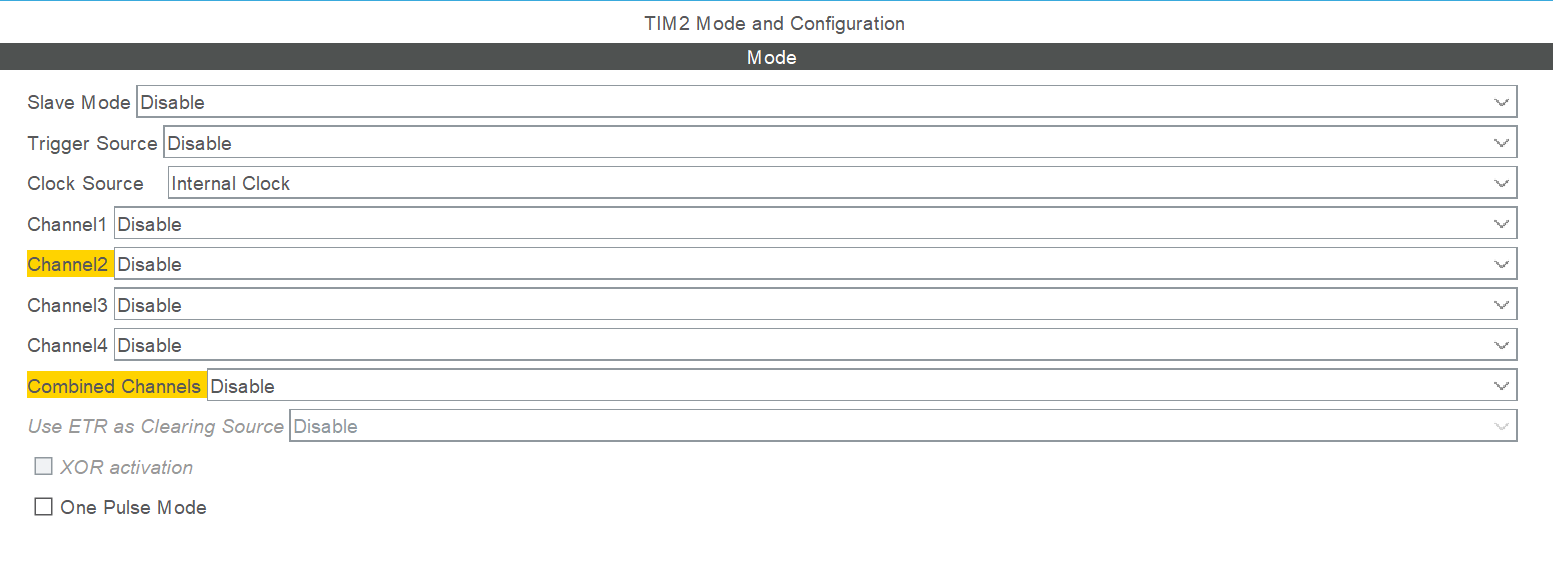 TIM2 Mode and Configuration
Mode
Slave Mode Disable
Trigger Source Disable
Clock Source Internal Clock
Channel1 Disable
Channel2 Disable
Channel3 Disable
Channel4 Disable
Combined Channels Disable
Use ETR as Clearing Source Disable
XOR activation
One Pulse Mode